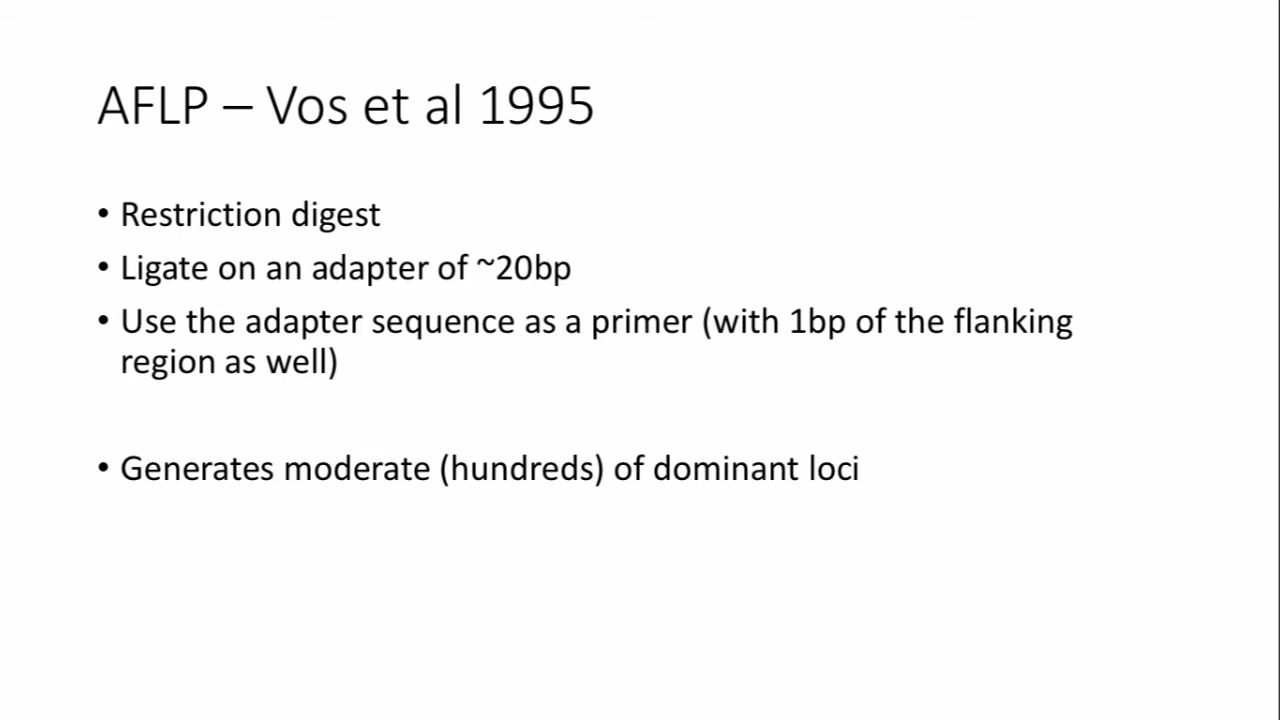 AFLP – Vos et al 1995
• Restriction digest
• Ligate on an adapter of ~20bp
• Use the adapter sequence as a primer (with 1bp of the flanking
region as well)
• Generates moderate (hundreds) of dominant loci